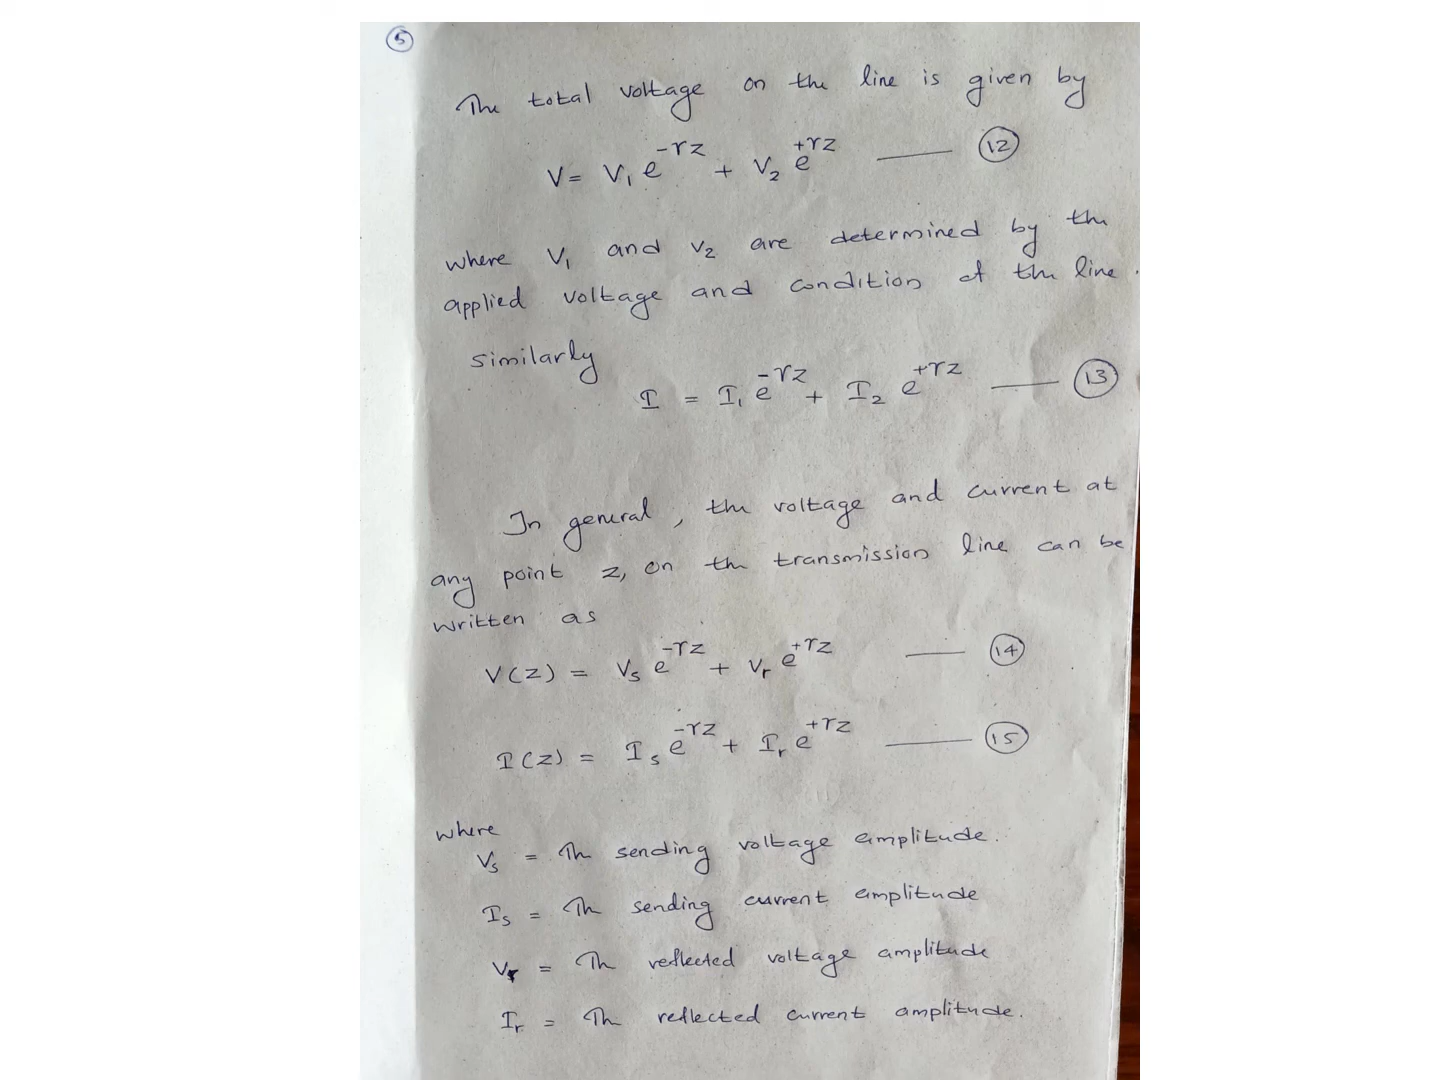 5
The total voltage on the line is given by
V = V₁ e^{-γz} + V₂ e^{+γz} —— 12
where V₁ and V₂ are determined by the
applied voltage and condition of the line.
similarly
I = I₁ e^{-γz} + I₂ e^{+γz} —— 13
In general, the voltage and current at
any point z, on the transmission line can be
written as
V(z) = Vₛ e^{-γz} + Vᵣ e^{+γz} —— 14
I(z) = Iₛ e^{-γz} + Iᵣ e^{+γz} —— 15
where
Vₛ = The sending voltage amplitude.
Iₛ = The sending current amplitude
Vᵣ = The reflected voltage amplitude
Iᵣ = The reflected current amplitude.